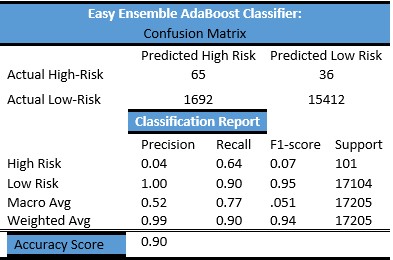 Easy Ensemble AdaBoost Classifier:
Confusion Matrix
Predicted High Risk Predicted Low Risk
Actual High-Risk 65 36
Actual Low-Risk 1692 15412
Classification Report
Precision Recall F1-score Support
High Risk 0.04 0.64 0.07 101
Low Risk 1.00 0.90 0.95 17104
Macro Avg 0.52 0.77 .051 17205
Weighted Avg 0.99 0.90 0.94 17205
Accuracy Score 0.90